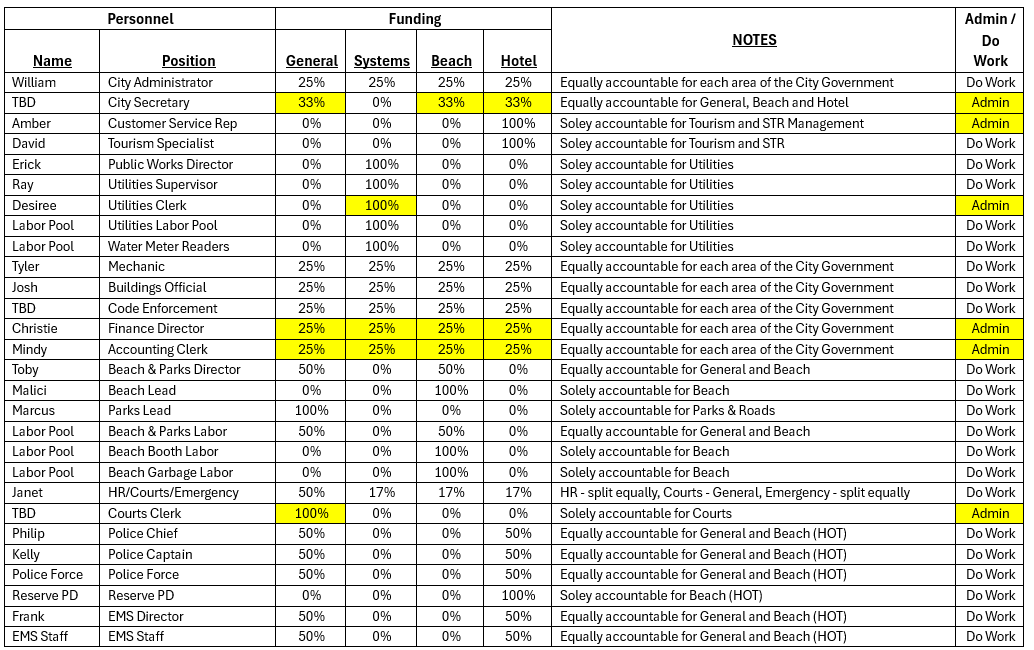 Personnel Funding NOTES Admin / Do Work
Name Position General Systems Beach Hotel
William City Administrator 25% 25% 25% 25% Equally accountable for each area of the City Government Do Work
TBD City Secretary 33% 0% 33% 33% Equally accountable for General, Beach and Hotel Admin
Amber Customer Service Rep 0% 0% 0% 100% Soley accountable for Tourism and STR Management Admin
David Tourism Specialist 0% 0% 0% 100% Soley accountable for Tourism and STR Do Work
Erick Public Works Director 0% 100% 0% 0% Soley accountable for Utilities Do Work
Ray Utilities Supervisor 0% 100% 0% 0% Soley accountable for Utilities Do Work
Desiree Utilities Clerk 0% 100% 0% 0% Soley accountable for Utilities Admin
Labor Pool Utilities Labor Pool 0% 100% 0% 0% Soley accountable for Utilities Do Work
Labor Pool Water Meter Readers 0% 100% 0% 0% Soley accountable for Utilities Do Work
Tyler Mechanic 25% 25% 25% 25% Equally accountable for each area of the City Government Do Work
Josh Buildings Official 25% 25% 25% 25% Equally accountable for each area of the City Government Do Work
TBD Code Enforcement 25% 25% 25% 25% Equally accountable for each area of the City Government Do Work
Christie Finance Director 25% 25% 25% 25% Equally accountable for each area of the City Government Admin
Mindy Accounting Clerk 25% 25% 25% 25% Equally accountable for each area of the City Government Admin
Toby Beach & Parks Director 50% 0% 50% 0% Equally accountable for General and Beach Do Work
Malici Beach Lead 0% 0% 100% 0% Solely accountable for Beach Do Work
Marcus Parks Lead 100% 0% 0% 0% Solely accountable for Parks & Roads Do Work
Labor Pool Beach & Parks Labor 50% 0% 50% 0% Equally accountable for General and Beach Do Work
Labor Pool Beach Booth Labor 0% 0% 100% 0% Solely accountable for Beach Do Work
Labor Pool Beach Garbage Labor 0% 0% 100% 0% Solely accountable for Beach Do Work
Janet HR/Courts/Emergency 50% 17% 17% 17% HR - split equally, Courts - General, Emergency - split equally Do Work
TBD Courts Clerk 100% 0% 0% 0% Solely accountable for Courts Admin
Philip Police Chief 50% 0% 0% 50% Equally accountable for General and Beach (HOT) Do Work
Kelly Police Captain 50% 0% 0% 50% Equally accountable for General and Beach (HOT) Do Work
Police Force Police Force 50% 0% 0% 50% Equally accountable for General and Beach (HOT) Do Work
Reserve PD Reserve PD 0% 0% 0% 100% Soley accountable for Beach (HOT) Do Work
Frank EMS Director 50% 0% 0% 50% Equally accountable for General and Beach (HOT) Do Work
EMS Staff EMS Staff 50% 0% 0% 50% Equally accountable for General and Beach (HOT) Do Work